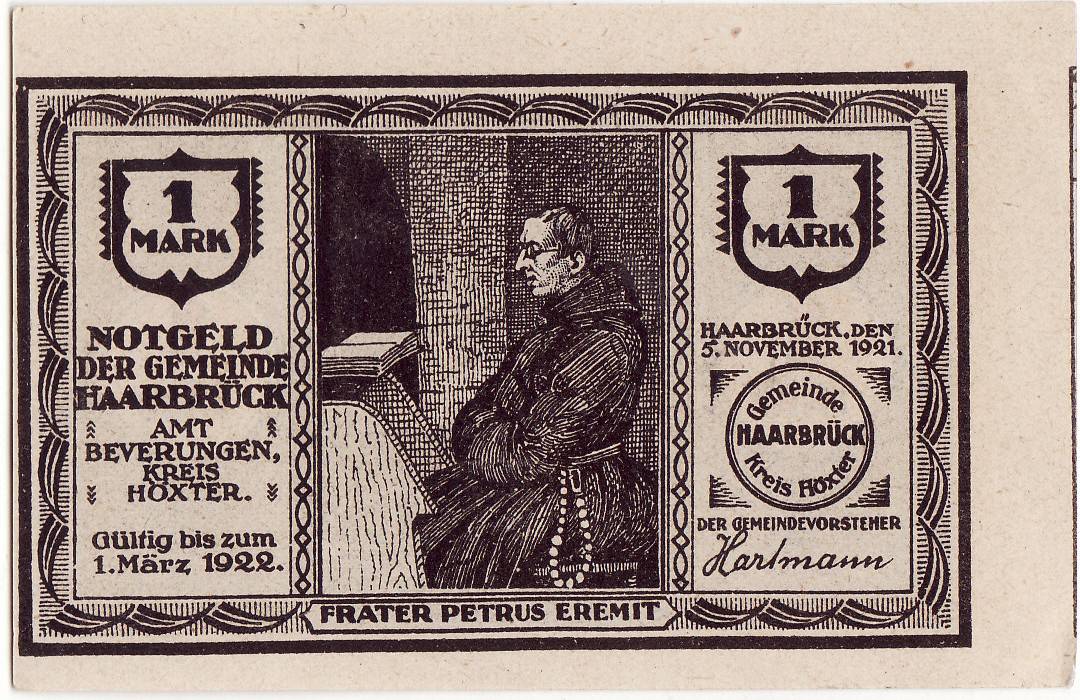 1
MARK
NOTGELD
DER GEMEINDE
HAARBRÜCK
AMT
BEVERUNGEN,
KREIS
HÖXTER.
Gültig bis zum
1. März 1922.
FRATER PETRUS EREMIT
1
MARK
HAARBRÜCK, DEN
5. NOVEMBER 1921.
Gemeinde
HAARBRÜCK
Kreis Höxter
DER GEMEINDEVORSTEHER
Hartmann